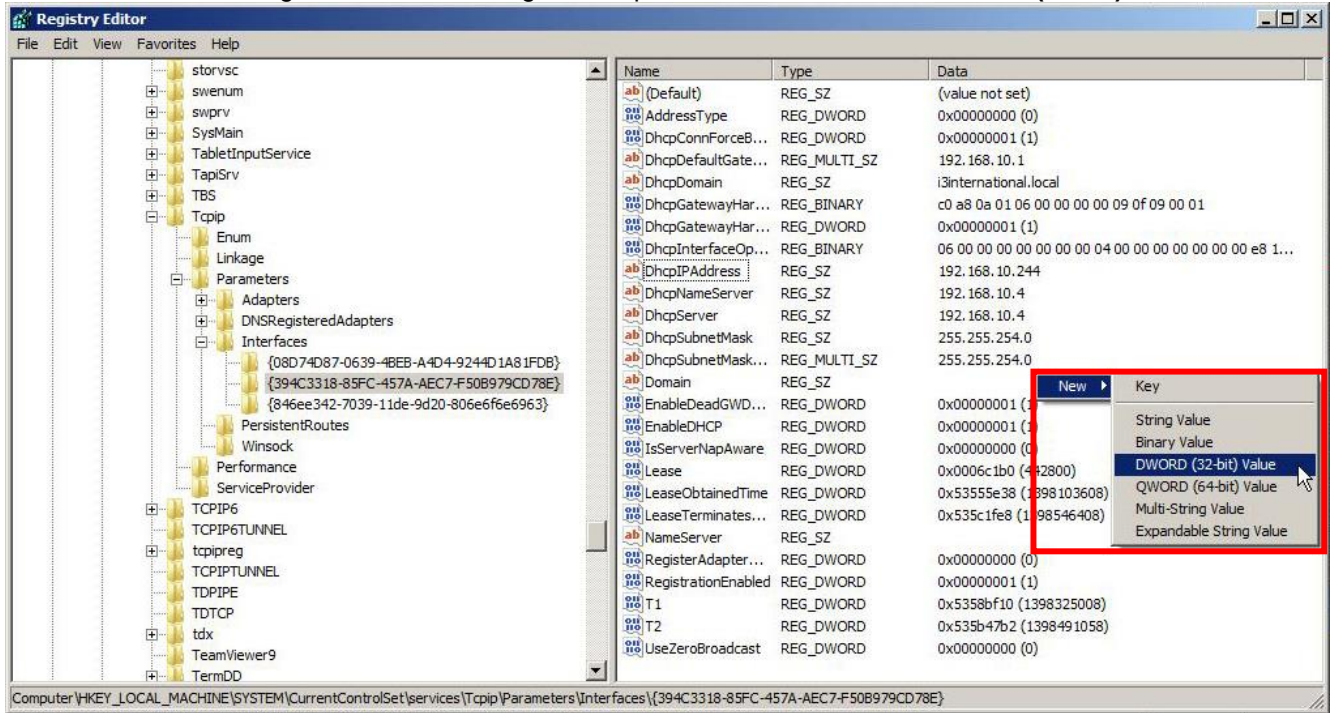 Registry Editor
File Edit View Favorites Help
storvsc
swenum
swprv
SysMain
TabletInputService
TapiSrv
TBS
Tcpip
Enum
Linkage
Parameters
Adapters
DNSRegisteredAdapters
Interfaces
{08D74D87-0639-4BEB-A4D4-9244D1A81FDB}
{394C3318-85FC-457A-AEC7-F50B979CD78E}
{846ee342-7039-11de-9d20-806e6f6e6963}
PersistentRoutes
Winsock
Performance
ServiceProvider
TCPIP6
TCPIP6TUNNEL
tcpipreg
TCPIPTUNNEL
TDPIPE
TDTCP
tdx
TeamViewer9
TermDD
Name Type Data
(Default) REG_SZ (value not set)
AddressType REG_DWORD 0x00000000 (0)
DhcpConnForceB... REG_DWORD 0x00000001 (1)
DhcpDefaultGate... REG_MULTI_SZ 192.168.10.1
DhcpDomain REG_SZ i3international.local
DhcpGatewayHar... REG_BINARY c0 a8 0a 01 06 00 00 00 00 09 0f 09 00 01
DhcpGatewayHar... REG_DWORD 0x00000001 (1)
DhcpInterfaceOp... REG_BINARY 06 00 00 00 00 00 00 00 04 00 00 00 00 00 00 00 e8 1...
DhcpIPAddress REG_SZ 192.168.10.244
DhcpNameServer REG_SZ 192.168.10.4
DhcpServer REG_SZ 192.168.10.4
DhcpSubnetMask REG_SZ 255.255.254.0
DhcpSubnetMask... REG_MULTI_SZ 255.255.254.0
Domain REG_SZ
EnableDeadGWD... REG_DWORD 0x00000001 (1)
EnableDHCP REG_DWORD 0x00000001 (1)
IsServerNapAware REG_DWORD 0x00000000 (0)
Lease REG_DWORD 0x0006c1b0 (442800)
LeaseObtainedTime REG_DWORD 0x53555e38 (1398103608)
LeaseTerminates... REG_DWORD 0x535c1fe8 (1398546408)
NameServer REG_SZ
RegisterAdapter... REG_DWORD 0x00000000 (0)
RegistrationEnabled REG_DWORD 0x00000001 (1)
T1 REG_DWORD 0x5358bf10 (1398325008)
T2 REG_DWORD 0x535b47b2 (1398491058)
UseZeroBroadcast REG_DWORD 0x00000000 (0)
New Key
String Value
Binary Value
DWORD (32-bit) Value
QWORD (64-bit) Value
Multi-String Value
Expandable String Value
Computer\HKEY_LOCAL_MACHINE\SYSTEM\CurrentControlSet\services\Tcpip\Parameters\Interfaces\{394C3318-85FC-457A-AEC7-F50B979CD78E}